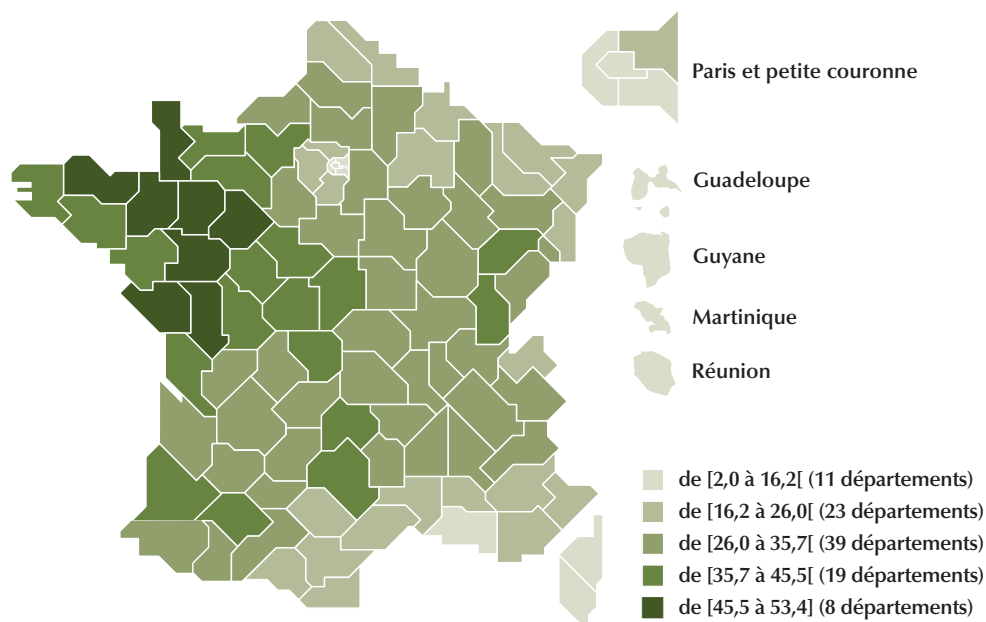 Paris et petite couronne
Guadeloupe
Guyane
Martinique
Réunion
de [2,0 à 16,2[ (11 départements)
de [16,2 à 26,0[ (23 départements)
de [26,0 à 35,7[ (39 départements)
de [35,7 à 45,5[ (19 départements)
de [45,5 à 53,4] (8 départements)